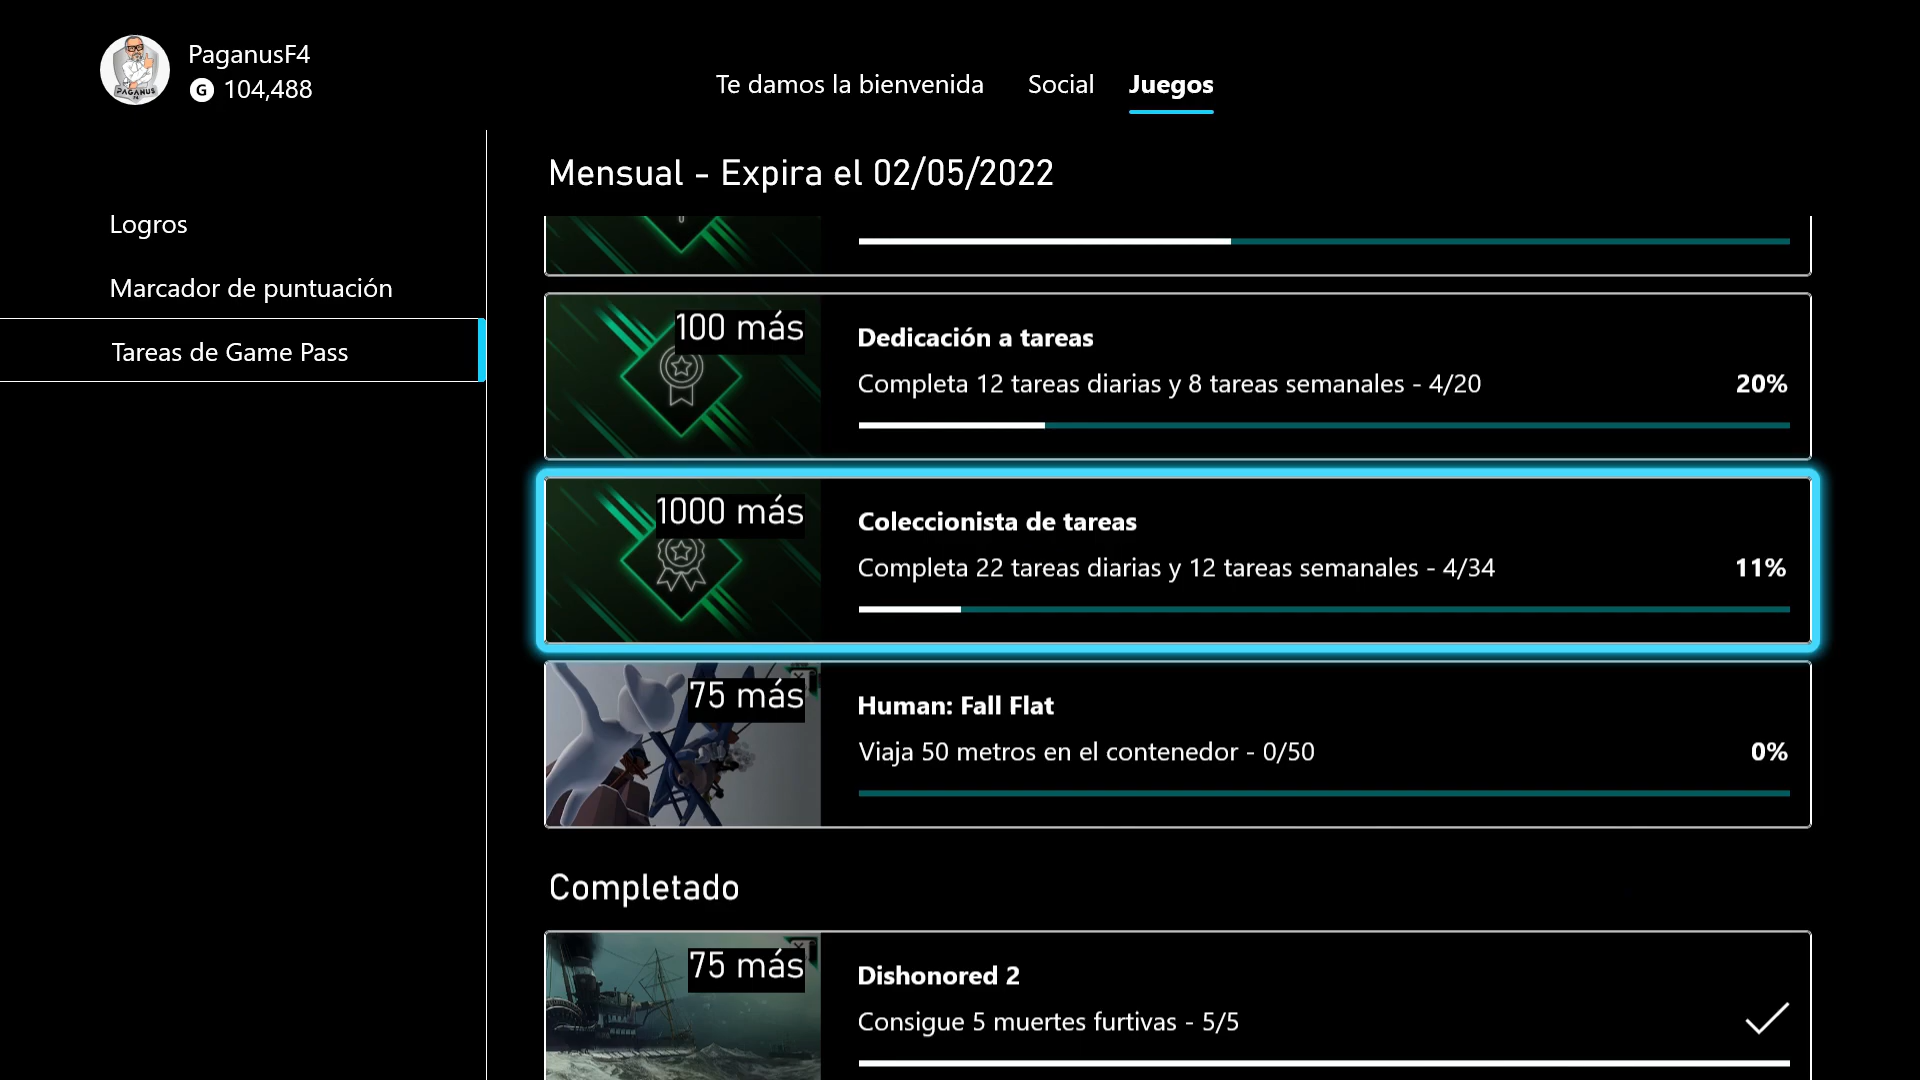 PaganusF4
G 104,488
PAGANUS
Te damos la bienvenida
Social
Juegos
Logros
Marcador de puntuación
Tareas de Game Pass
Mensual - Expira el 02/05/2022
100 más
Dedicación a tareas
Completa 12 tareas diarias y 8 tareas semanales - 4/20
20%
1000 más
Coleccionista de tareas
Completa 22 tareas diarias y 12 tareas semanales - 4/34
11%
75 más
Human: Fall Flat
Viaja 50 metros en el contenedor - 0/50
0%
Completado
75 más
Dishonored 2
Consigue 5 muertes furtivas - 5/5